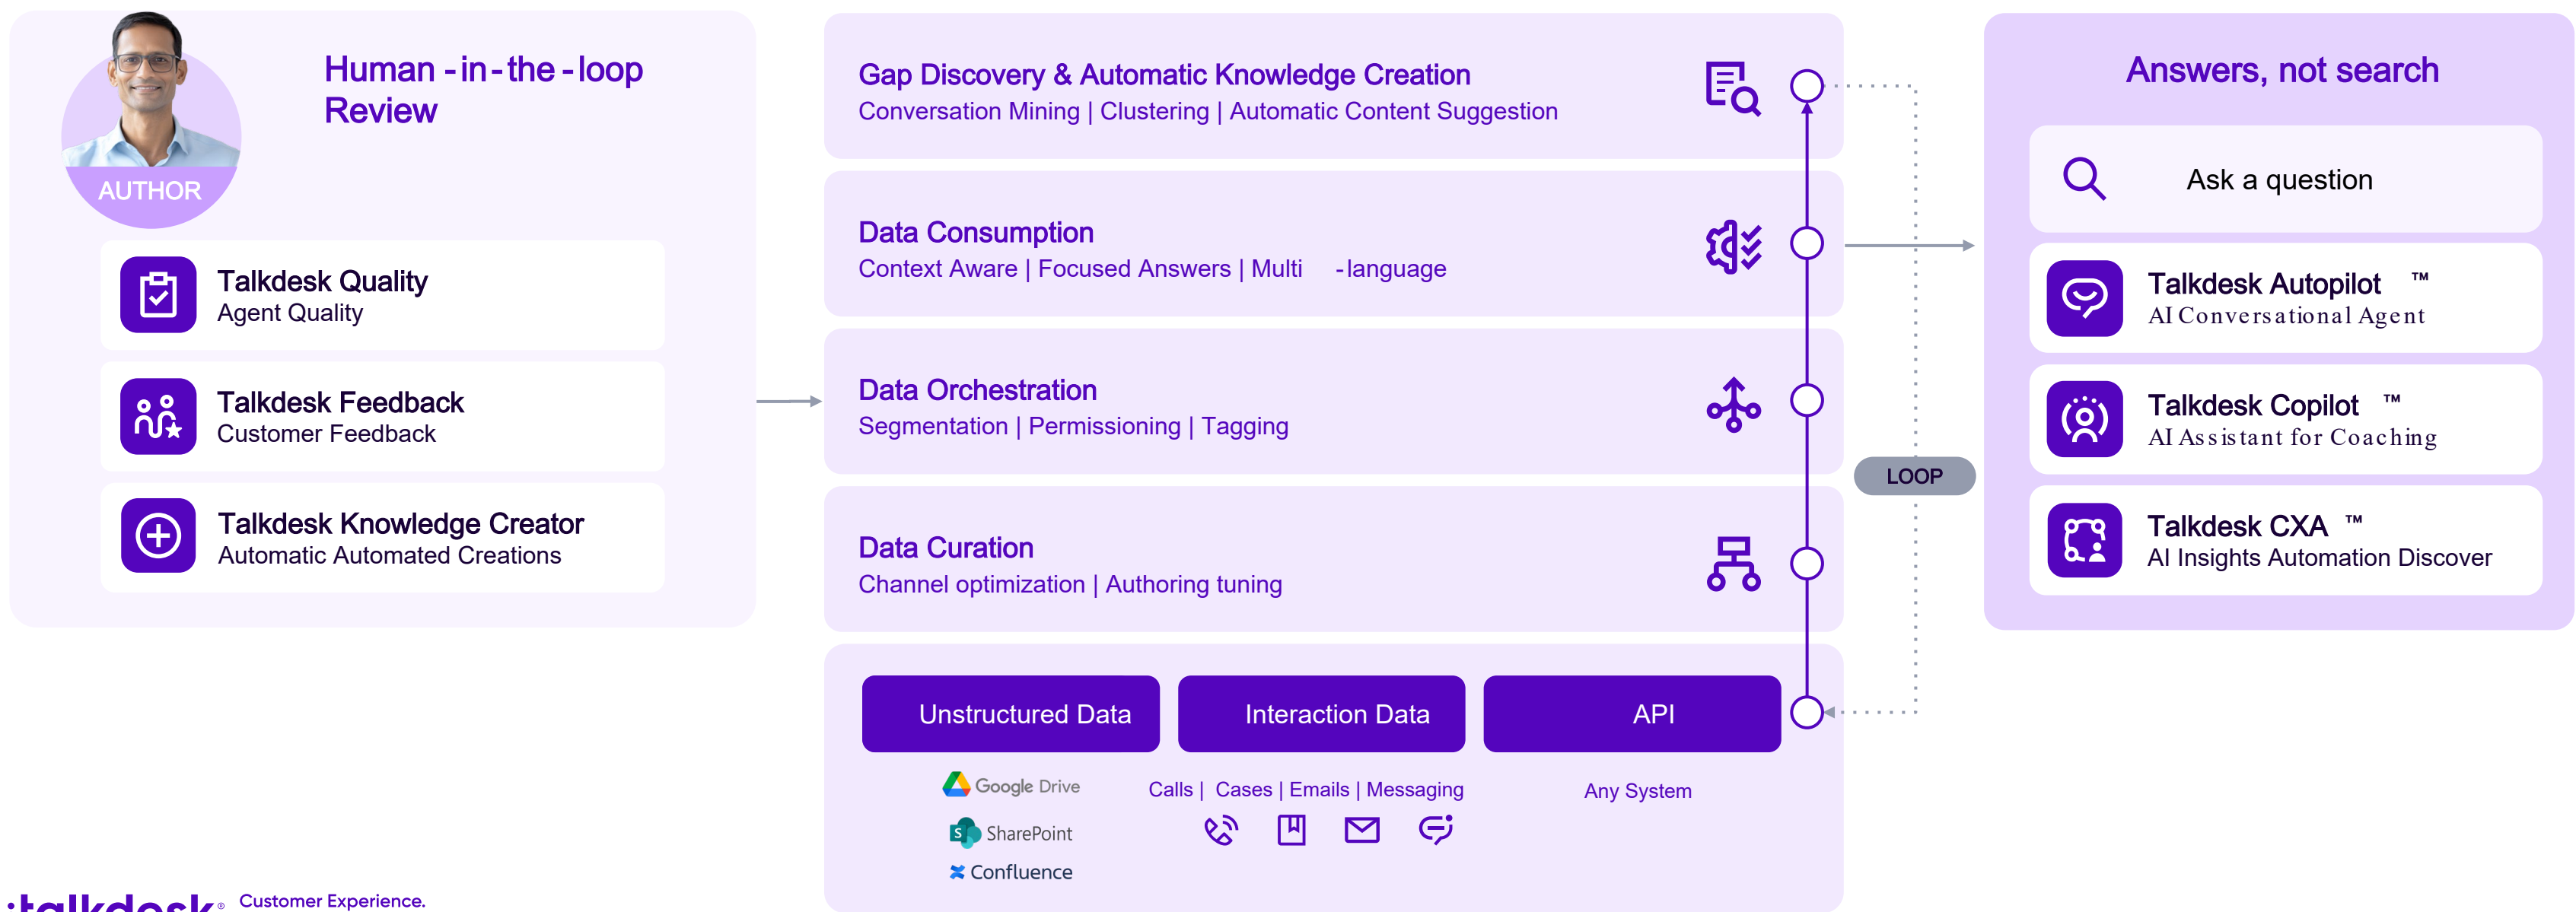 Human -in-the-loop
Review
AUTHOR
Talkdesk Quality
Agent Quality
Talkdesk Feedback
Customer Feedback
Talkdesk Knowledge Creator
Automatic Automated Creations
Gap Discovery & Automatic Knowledge Creation
Conversation Mining | Clustering | Automatic Content Suggestion
Data Consumption
Context Aware | Focused Answers | Multi -language
Data Orchestration
Segmentation | Permissioning | Tagging
Data Curation
Channel optimization | Authoring tuning
Unstructured Data
Interaction Data
API
Google Drive
SharePoint
Confluence
Calls | Cases | Emails | Messaging
Any System
LOOP
Answers, not search
Ask a question
Talkdesk Autopilot ™
AI Conversational Agent
Talkdesk Copilot ™
AI Assistant for Coaching
Talkdesk CXA ™
AI Insights Automation Discover
:talkdesk®
Customer Experience.